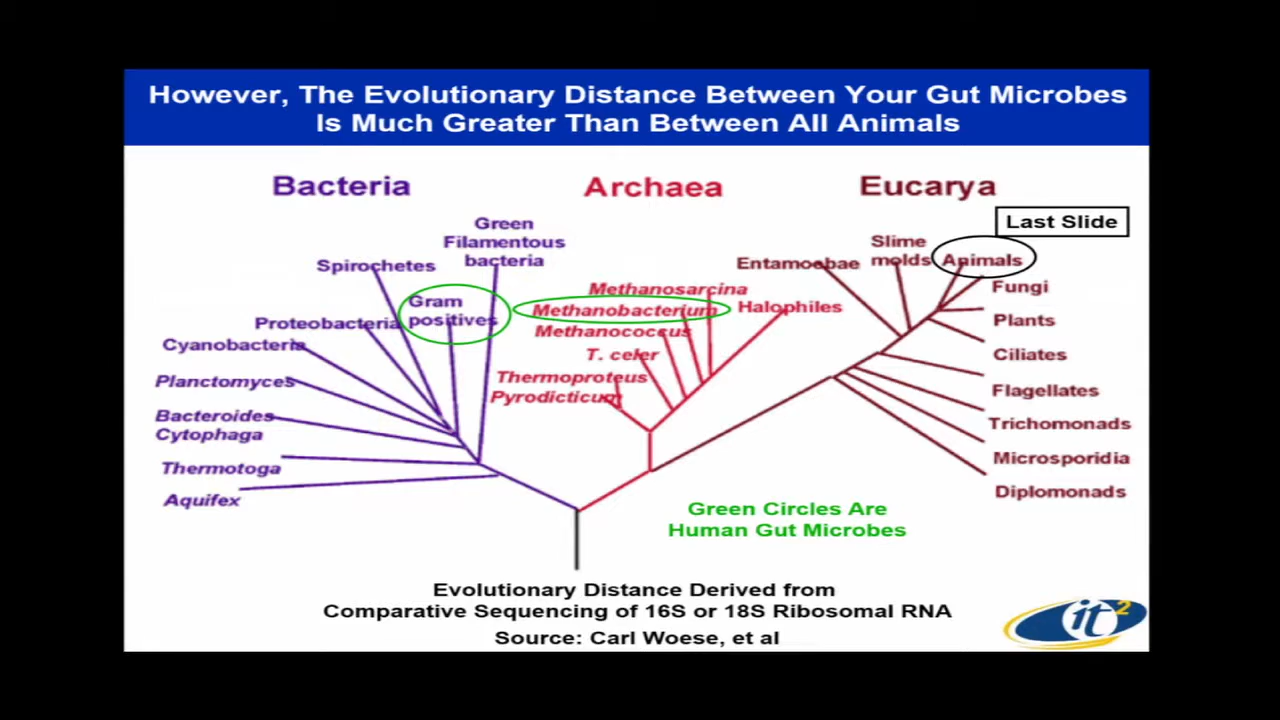 However, The Evolutionary Distance Between Your Gut Microbes
Is Much Greater Than Between All Animals
Bacteria
Archaea
Eucarya
Last Slide
Green
Filamentous
bacteria
Spirochetes
Gram
positives
Proteobacteria
Cyanobacteria
Planctomyces
Bacteroides
Cytophaga
Thermotoga
Aquifex
Methanosarcina
Methanobacterium
Halophiles
Methanococcus
T. celer
Thermoproteus
Pyrodicticum
Entamoebae
Slime
molds
Animals
Fungi
Plants
Ciliates
Flagellates
Trichomonads
Microsporidia
Diplomonads
Green Circles Are
Human Gut Microbes
Evolutionary Distance Derived from
Comparative Sequencing of 16S or 18S Ribosomal RNA
Source: Carl Woese, et al
it2